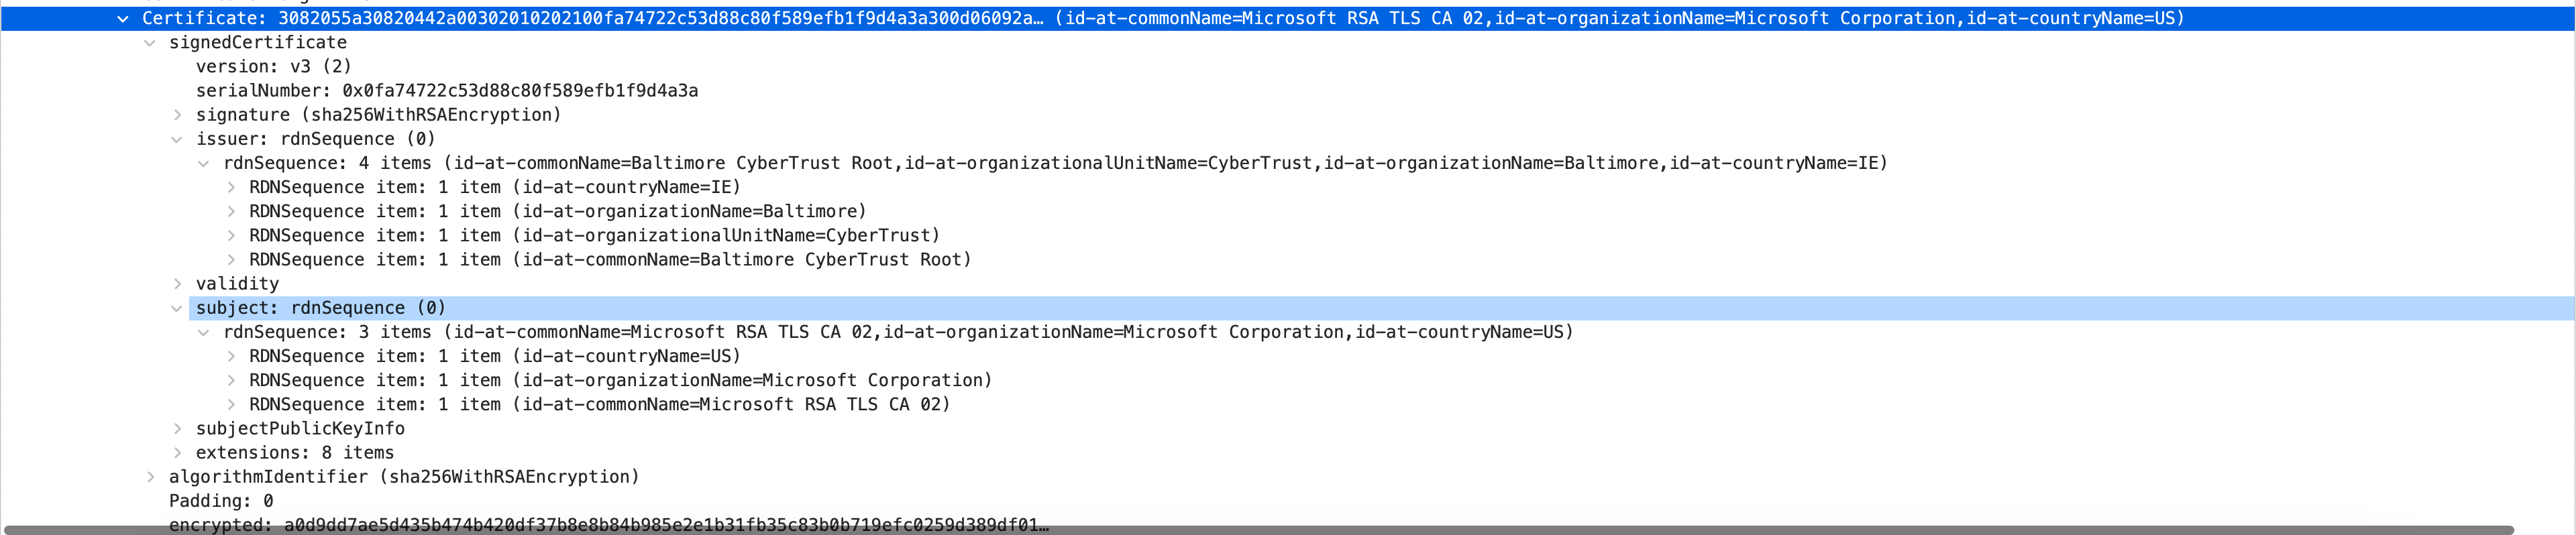 Certificate: 3082055a30820442a00302010202100fa74722c53d88c80f589efb1f9d4a3a300d06092a… (id-at-commonName=Microsoft RSA TLS CA 02,id-at-organizationName=Microsoft Corporation,id-at-countryName=US)
signedCertificate
version: v3 (2)
serialNumber: 0x0fa74722c53d88c80f589efb1f9d4a3a
signature (sha256WithRSAEncryption)
issuer: rdnSequence (0)
rdnSequence: 4 items (id-at-commonName=Baltimore CyberTrust Root,id-at-organizationalUnitName=CyberTrust,id-at-organizationName=Baltimore,id-at-countryName=IE)
RDNSequence item: 1 item (id-at-countryName=IE)
RDNSequence item: 1 item (id-at-organizationName=Baltimore)
RDNSequence item: 1 item (id-at-organizationalUnitName=CyberTrust)
RDNSequence item: 1 item (id-at-commonName=Baltimore CyberTrust Root)
validity
subject: rdnSequence (0)
rdnSequence: 3 items (id-at-commonName=Microsoft RSA TLS CA 02,id-at-organizationName=Microsoft Corporation,id-at-countryName=US)
RDNSequence item: 1 item (id-at-countryName=US)
RDNSequence item: 1 item (id-at-organizationName=Microsoft Corporation)
RDNSequence item: 1 item (id-at-commonName=Microsoft RSA TLS CA 02)
subjectPublicKeyInfo
extensions: 8 items
algorithmIdentifier (sha256WithRSAEncryption)
Padding: 0
encrypted: a0d9dd7ae5d435b474b420df37b8e8b84b985e2e1b31fb35c83b0b719efc0259d389df01…